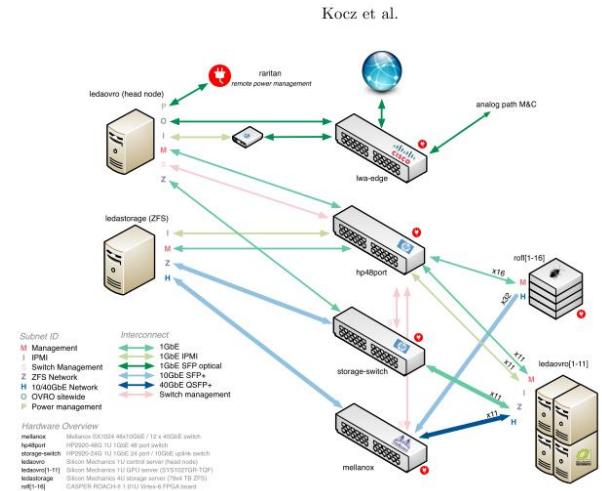 Kocz et al.
ledaovro (head node)
raritan
remote power management
P
O
I
M
S
Z
analog path M&C
CISCO
lwa-edge
ledastorage (ZFS)
I
M
Z
H
hp48port
rofl[1-16]
x16
M
x32
H
storage-switch
x11
x11
ledaovro[1-11]
M
I
x11
Z
x11
H
mellanox
Subnet ID
M Management
I IPMI
S Switch Management
Z ZFS Network
H 10/40GbE Network
O OVRO sitewide
P Power management
Interconnect
1GbE
1GbE IPMI
1GbE SFP optical
10GbE SFP+
40GbE QSFP+
Switch management
Hardware Overview
mellanox Mellanox SX1024 48x10GbE / 12 x 40GbE switch
hp48port HP2920-48G 1U 1GbE 48 port switch
storage-switch HP2920-24G 1U 1GbE 24 port / 10GbE uplink switch
ledaovro Silicon Mechanics 1U control server (head node)
ledaovro[1-11] Silicon Mechanics 1U GPU server (SYS1027GR-TQF)
ledastorage Silicon Mechanics 4U storage server (78x4 TB ZFS)
rofl[1-16] CASPER ROACH-II 1.01U Virtex-6 FPGA board